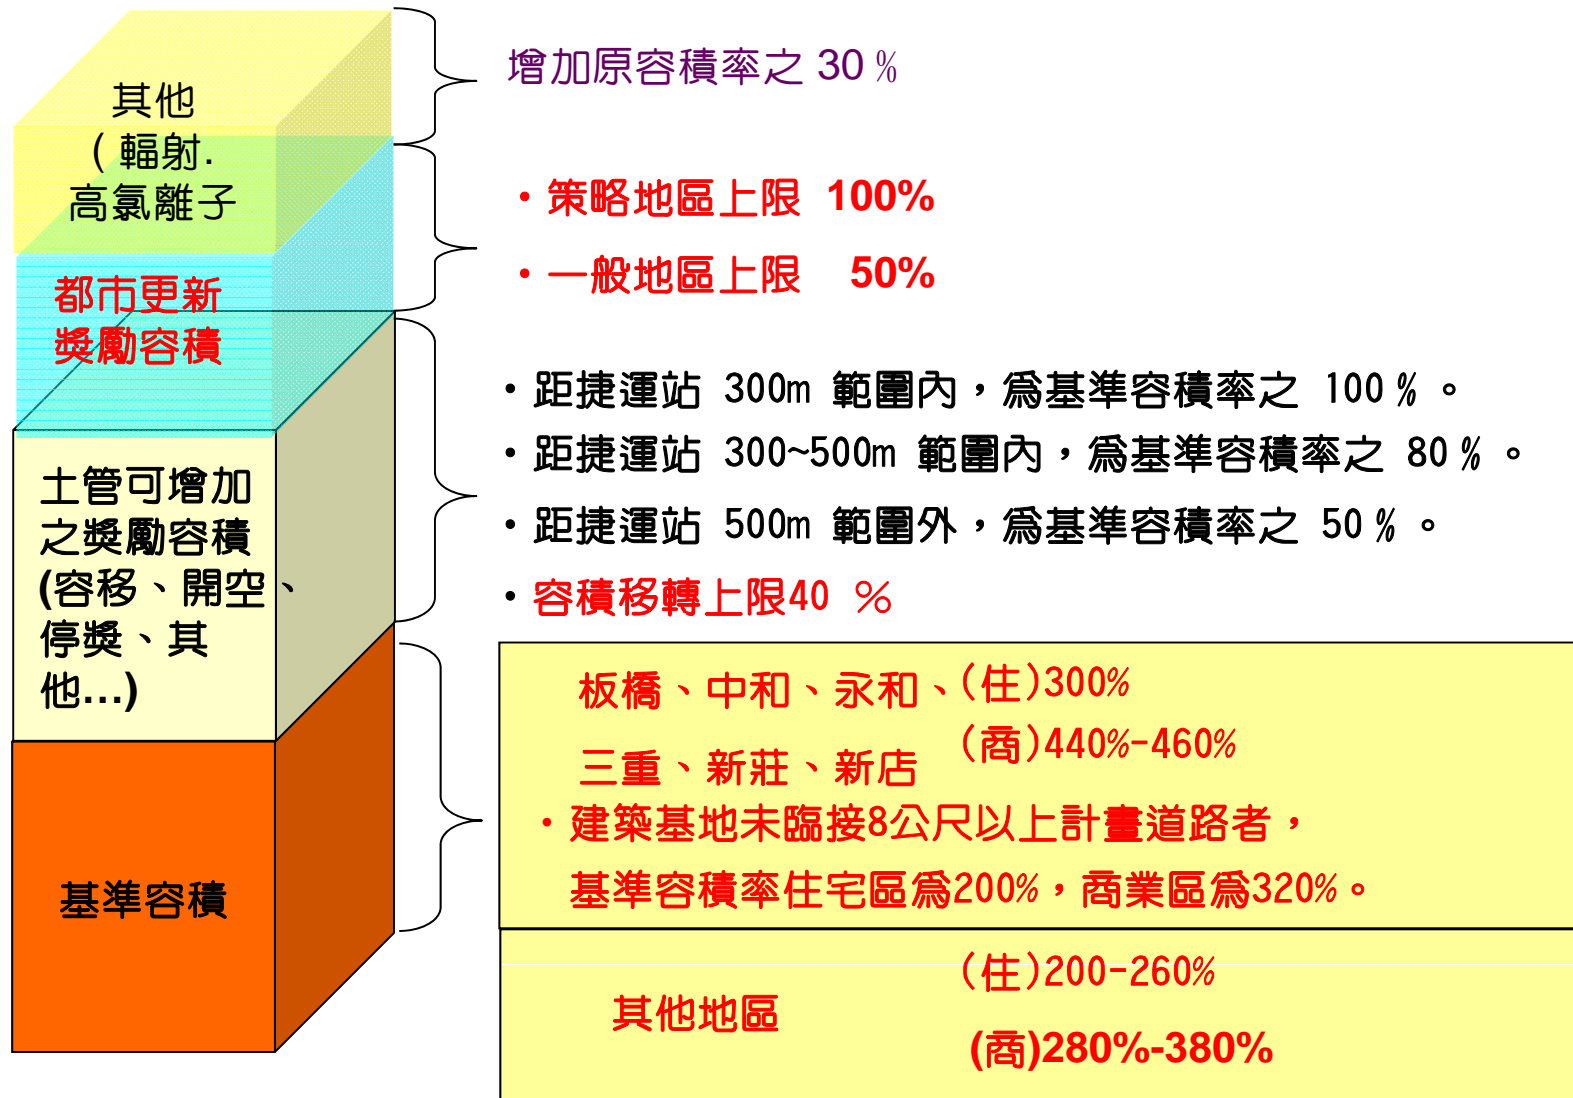 其他
( 輻射.
高氯離子
都市更新
獎勵容積
土管可增加
之獎勵容積
(容移、開空、
停獎、其
他…)
基準容積
增加原容積率之 30 %
・策略地區上限 100%
・一般地區上限 50%
・距捷運站 300m 範圍內，為基準容積率之 100 % 。
・距捷運站 300~500m 範圍內，為基準容積率之 80 % 。
・距捷運站 500m 範圍外，為基準容積率之 50 % 。
・容積移轉上限40 %
板橋、中和、永和、(住)300%
三重、新莊、新店 (商)440%-460%
・建築基地未臨接8公尺以上計畫道路者，
基準容積率住宅區為200%，商業區為320%。
其他地區
(住)200-260%
(商)280%-380%